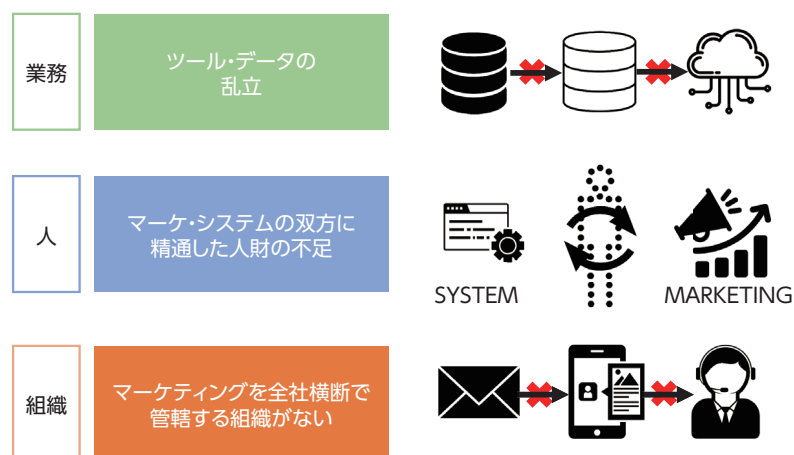 業務
ツール・データの
乱立
人
マーケ・システムの双方に
精通した人財の不足
SYSTEM
MARKETING
組織
マーケティングを全社横断で
管轄する組織がない